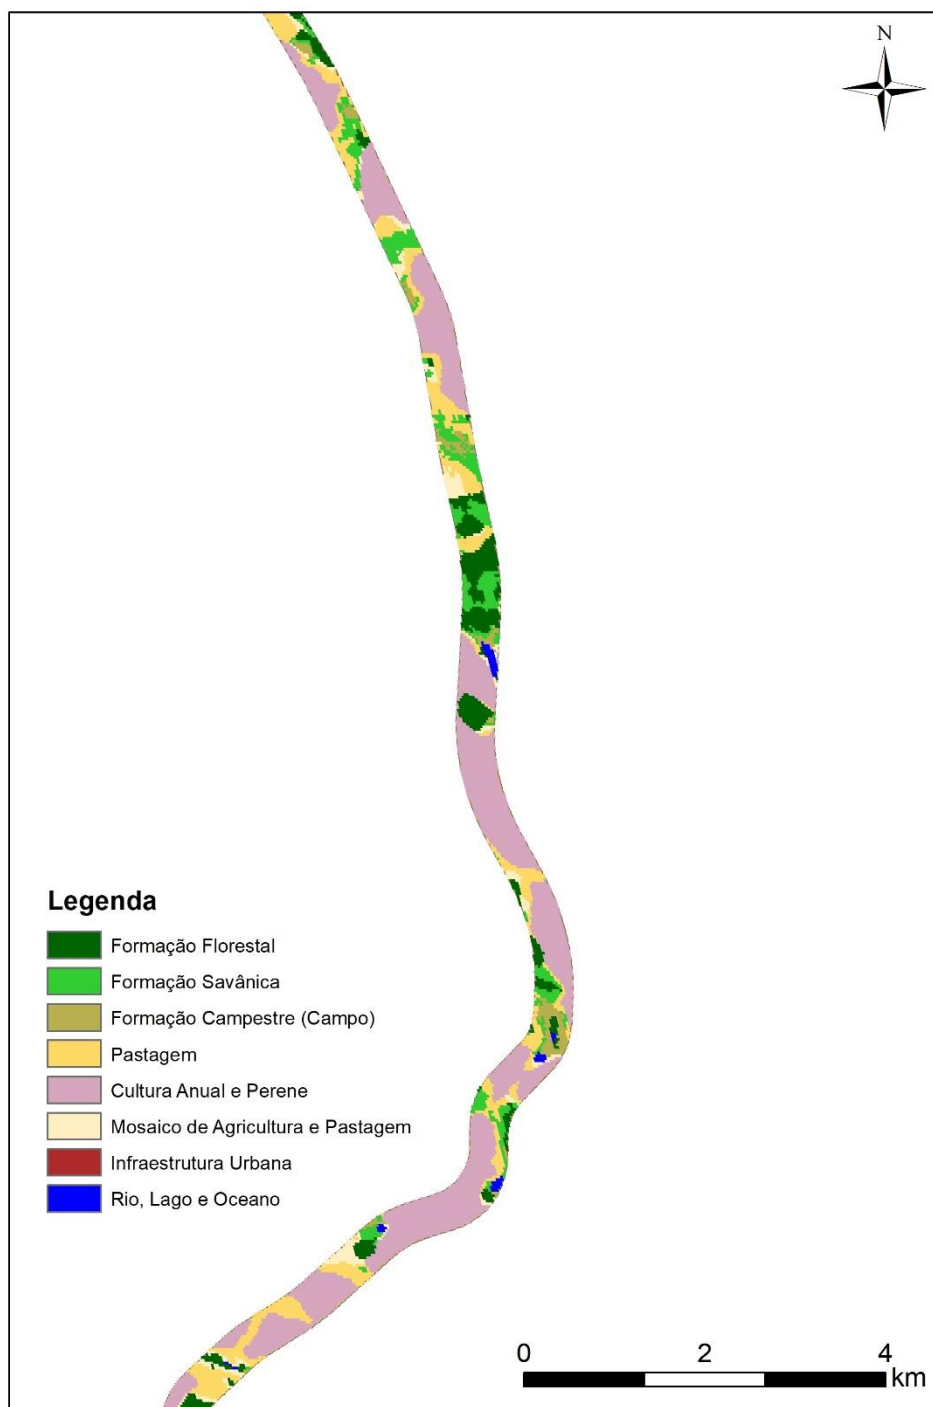 N
Legenda
Formação Florestal
Formação Savânica
Formação Campestre (Campo)
Pastagem
Cultura Anual e Perene
Mosaico de Agricultura e Pastagem
Infraestrutura Urbana
Rio, Lago e Oceano
0 2 4
km